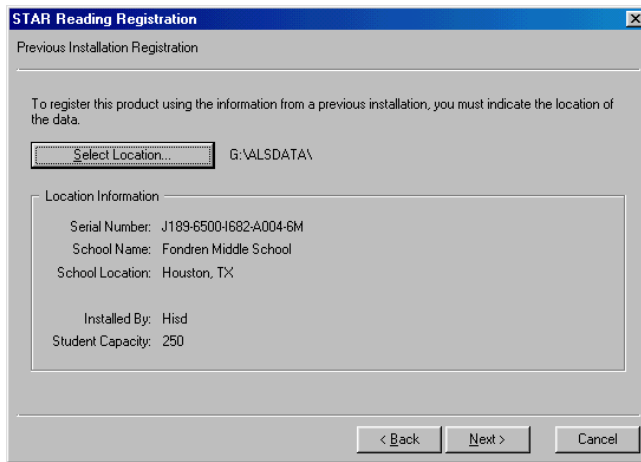 STAR Reading Registration
Previous Installation Registration
To register this product using the information from a previous installation, you must indicate the location of
the data.
Select Location... G:\ALSDATA\
Location Information
Serial Number: J189-6500-I682-A004-6M
School Name: Fondren Middle School
School Location: Houston, TX
Installed By: Hisd
Student Capacity: 250
< Back Next > Cancel